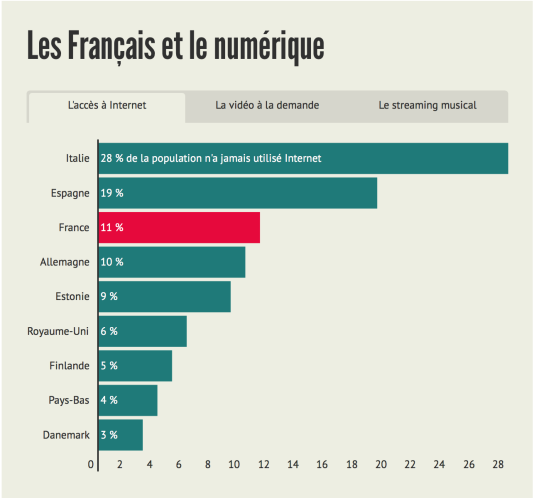 Les Français et le numérique
L'accès à Internet La vidéo à la demande Le streaming musical
Italie 28 % de la population n'a jamais utilisé Internet
Espagne 19 %
France 11 %
Allemagne 10 %
Estonie 9 %
Royaume-Uni 6 %
Finlande 5 %
Pays-Bas 4 %
Danemark 3 %
0 2 4 6 8 10 12 14 16 18 20 22 24 26 28